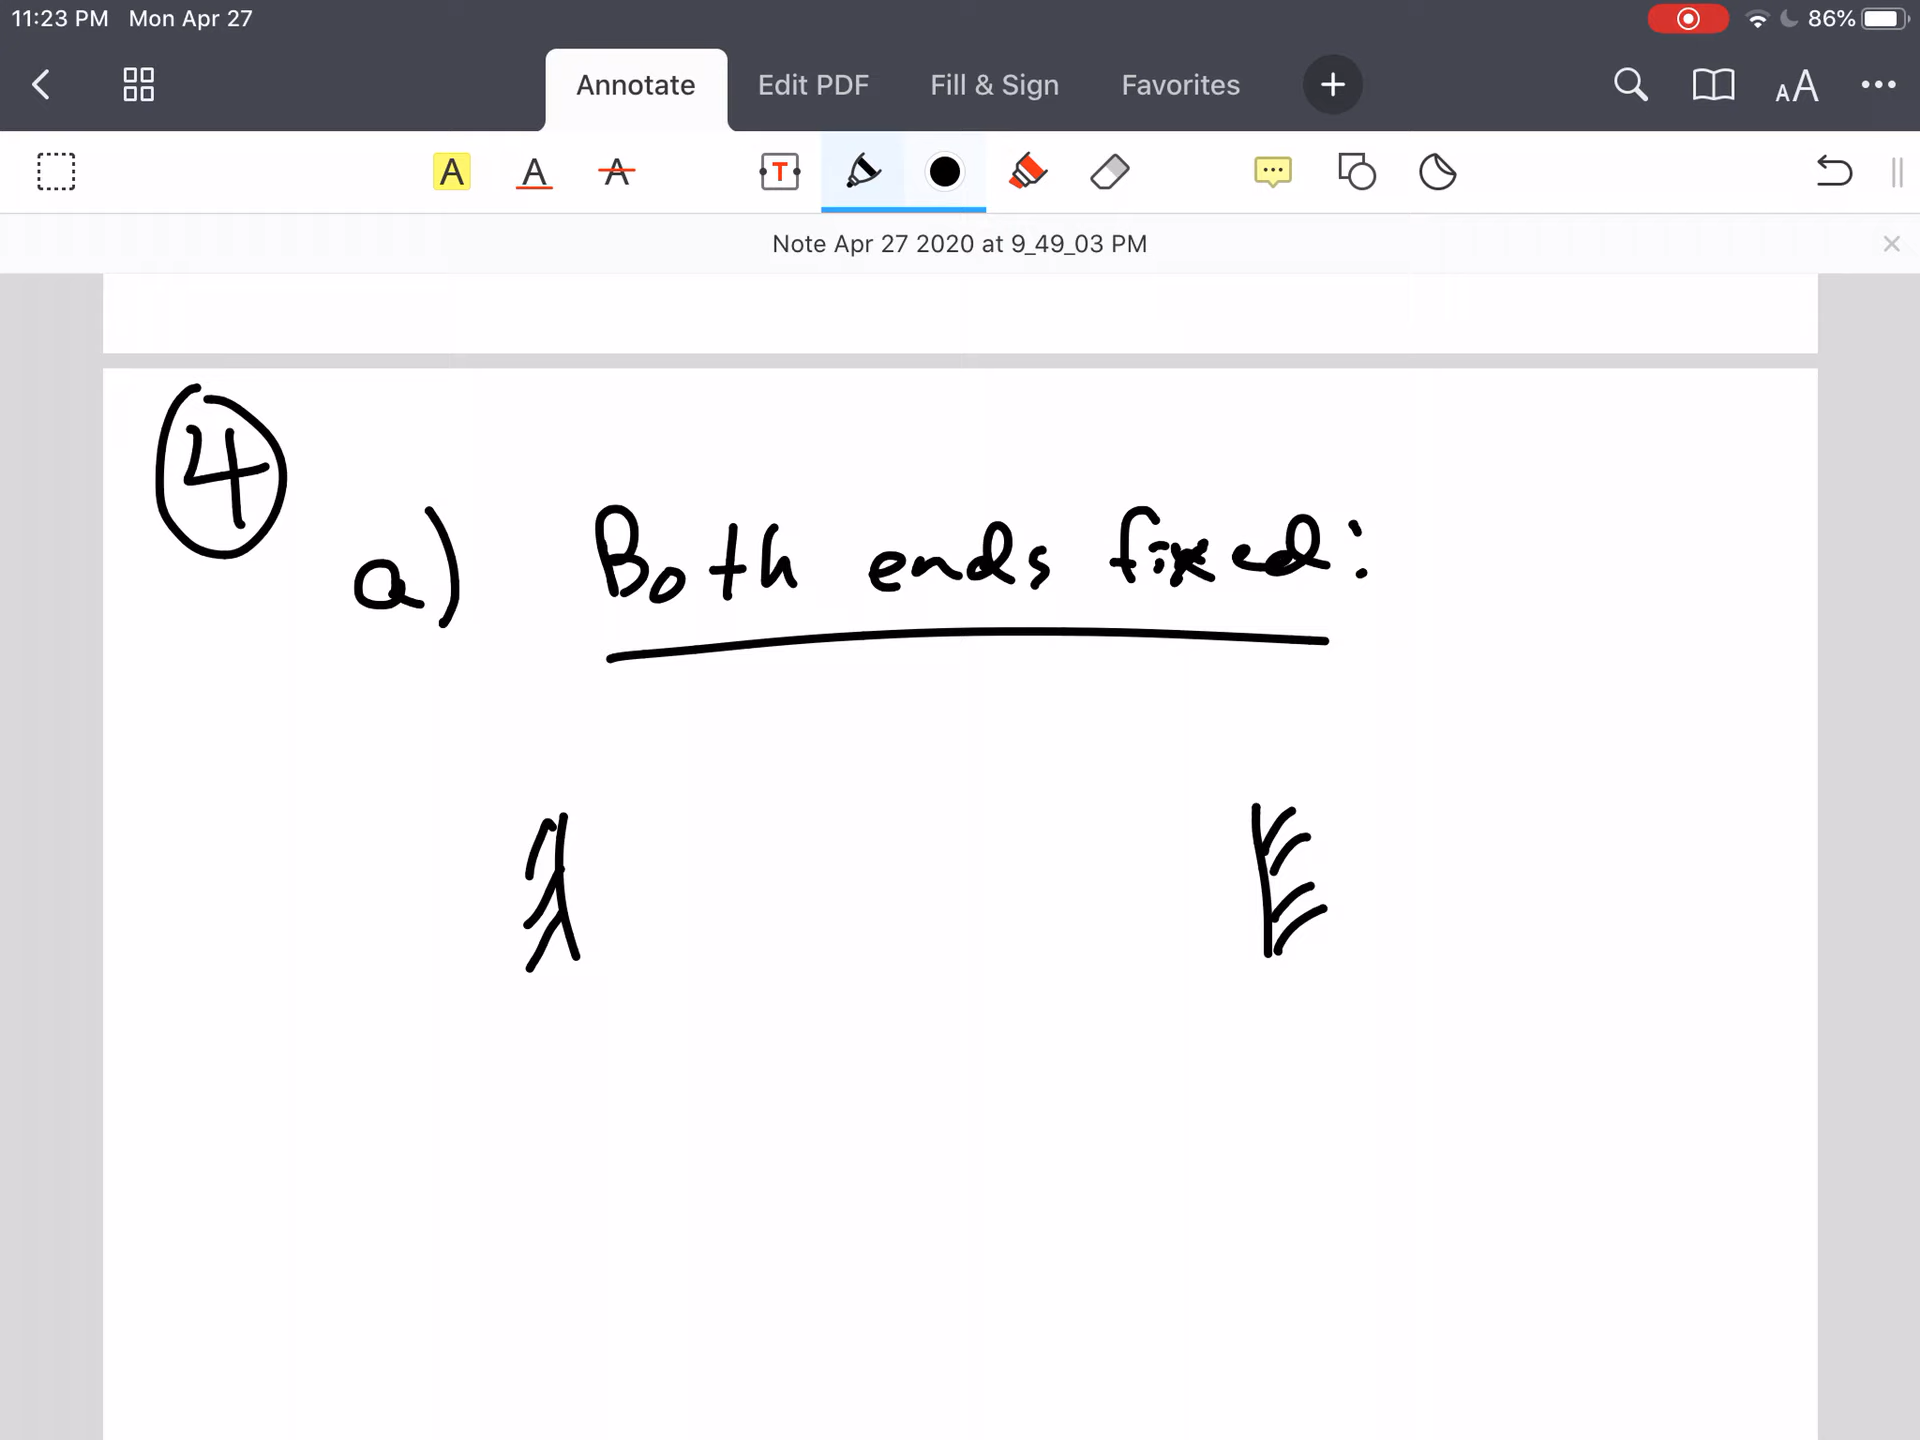 11:23 PM Mon Apr 27 86%
Annotate Edit PDF Fill & Sign Favorites
A A A T
Note Apr 27 2020 at 9_49_03 PM
4
a) Both ends fixed: